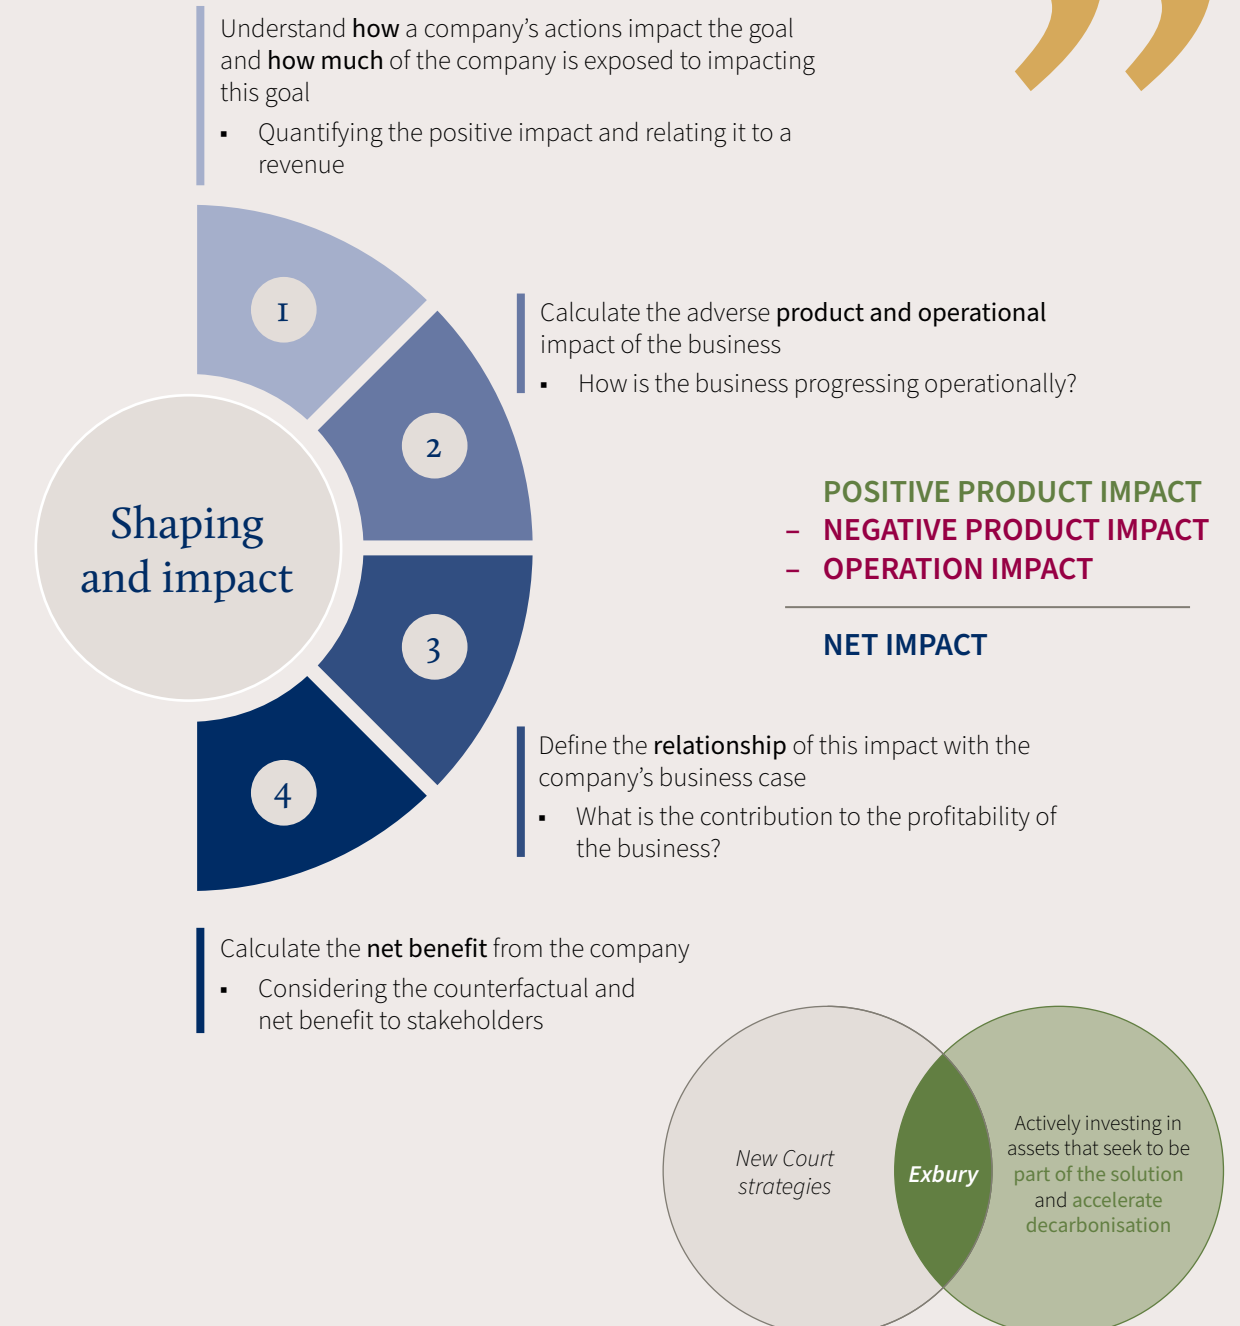 ”
Understand how a company’s actions impact the goal
and how much of the company is exposed to impacting
this goal
▪ Quantifying the positive impact and relating it to a
revenue
1
Calculate the adverse product and operational
impact of the business
▪ How is the business progressing operationally?
2
POSITIVE PRODUCT IMPACT
– NEGATIVE PRODUCT IMPACT
– OPERATION IMPACT
NET IMPACT
Shaping
and impact
3
Define the relationship of this impact with the
company’s business case
▪ What is the contribution to the profitability of
the business?
4
Calculate the net benefit from the company
▪ Considering the counterfactual and
net benefit to stakeholders
New Court
strategies
Exbury
Actively investing in
assets that seek to be
part of the solution
and accelerate
decarbonisation